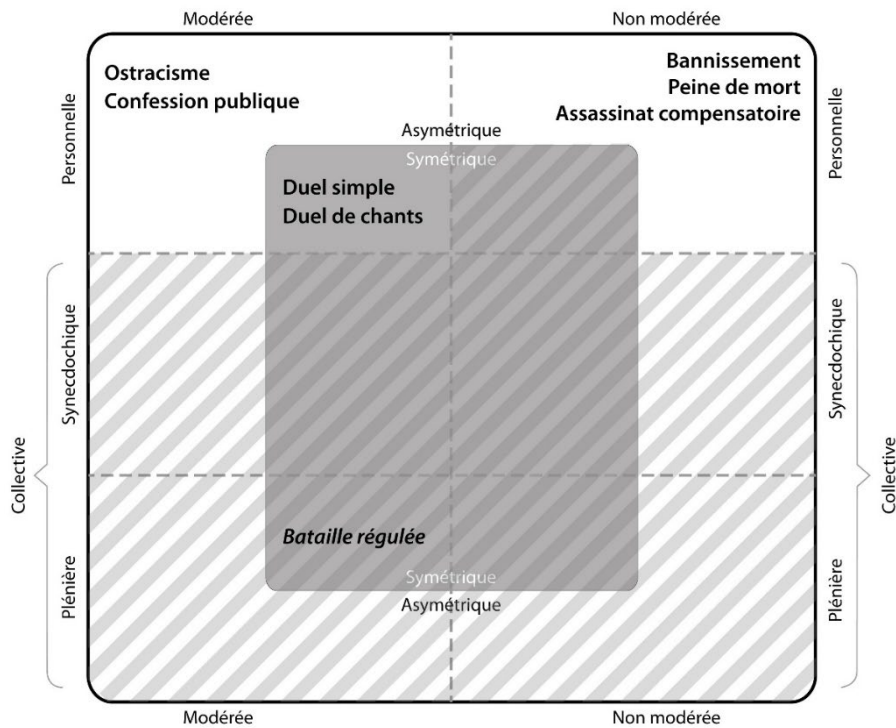 Modérée
Non modérée
Ostracisme
Confession publique
Bannissement
Peine de mort
Assassinat compensatoire
Personnelle
Personnelle
Asymétrique
Symétrique
Duel simple
Duel de chants
Synecdochique
Synecdochique
Collective
Collective
Plénière
Plénière
Bataille régulée
Symétrique
Asymétrique
Modérée
Non modérée